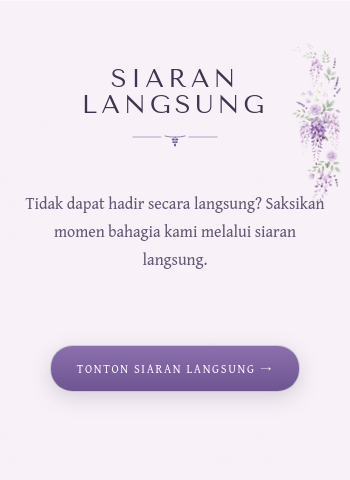 SIARAN
LANGSUNG
Tidak dapat hadir secara langsung? Saksikan
momen bahagia kami melalui siaran
langsung.
TONTON SIARAN LANGSUNG →